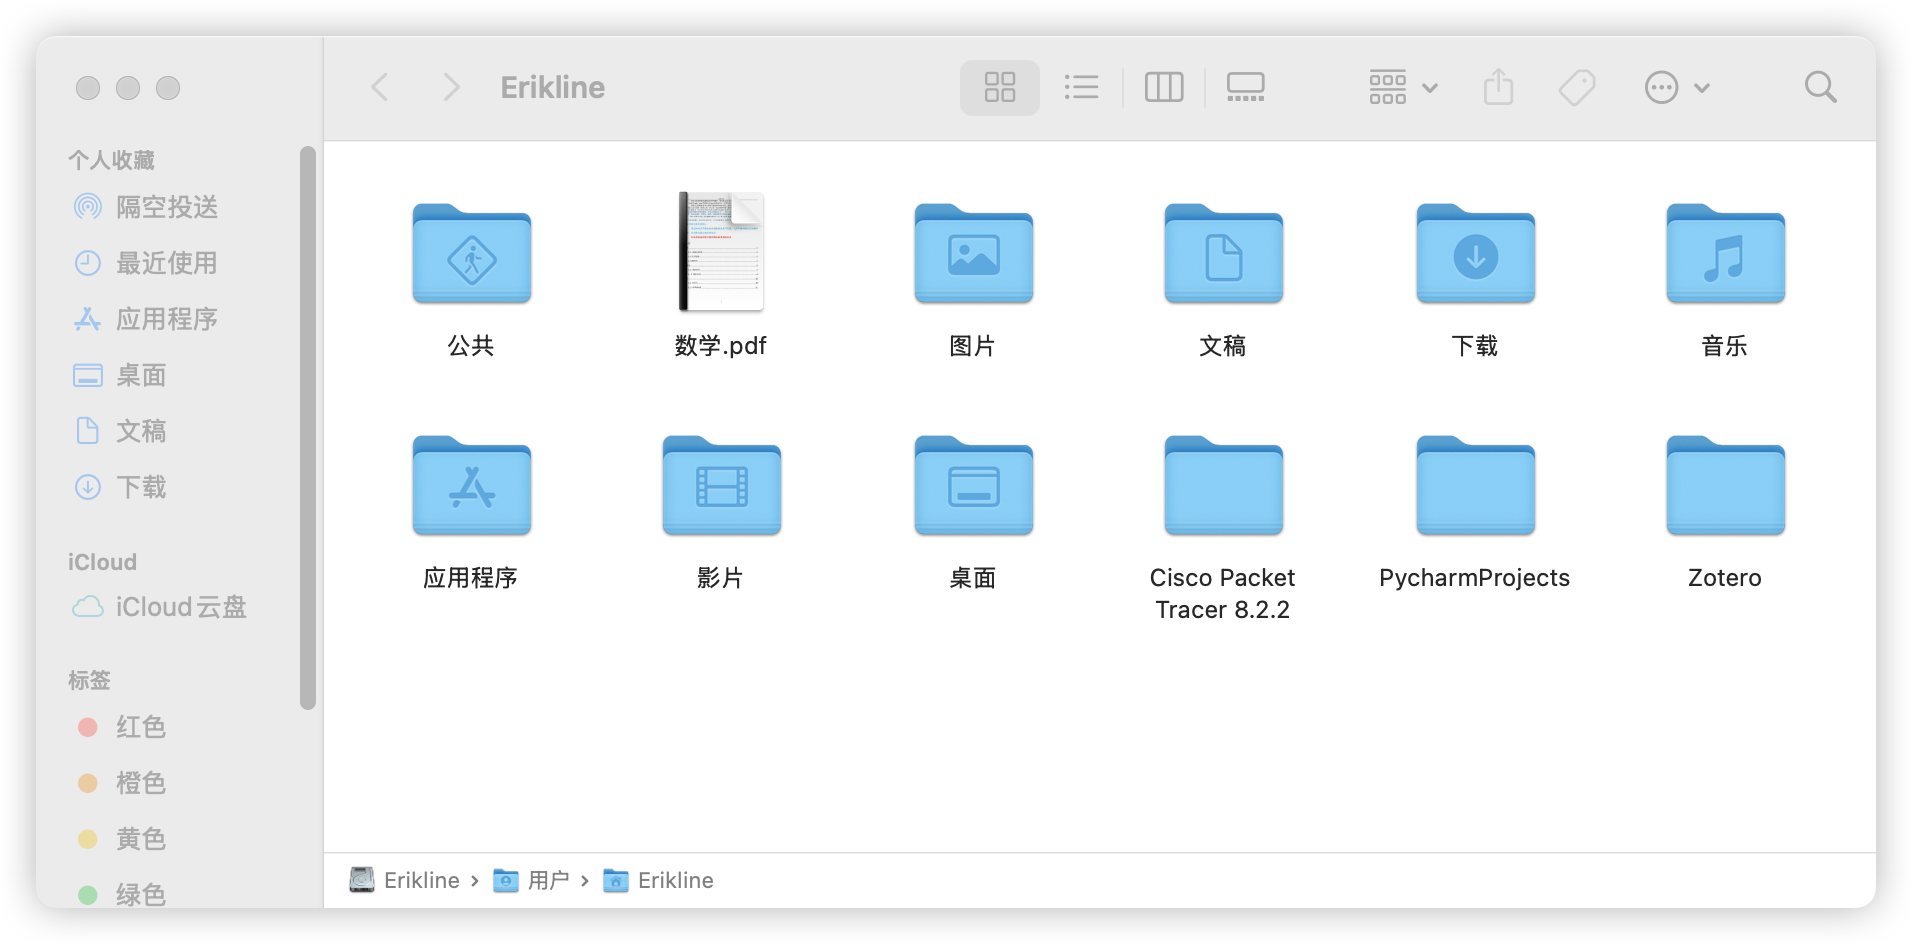 Erikline
个人收藏
隔空投送
最近使用
应用程序
桌面
文稿
下载
iCloud
iCloud云盘
标签
红色
橙色
黄色
绿色
公共
数学.pdf
图片
文稿
下载
音乐
应用程序
影片
桌面
Cisco Packet
Tracer 8.2.2
PycharmProjects
Zotero
Erikline › 用户 › Erikline